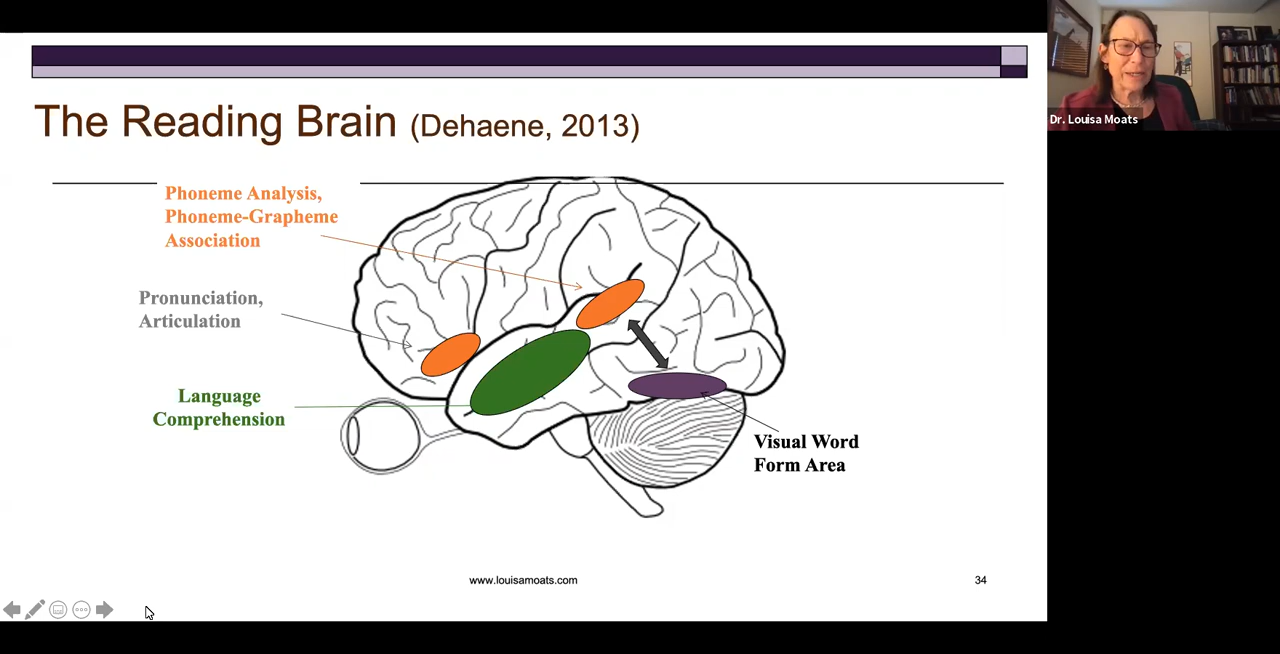 The Reading Brain (Dehaene, 2013)
Phoneme Analysis,
Phoneme-Grapheme
Association
Pronunciation,
Articulation
Language
Comprehension
Visual Word
Form Area
www.louisamoats.com
34
Dr. Louisa Moats